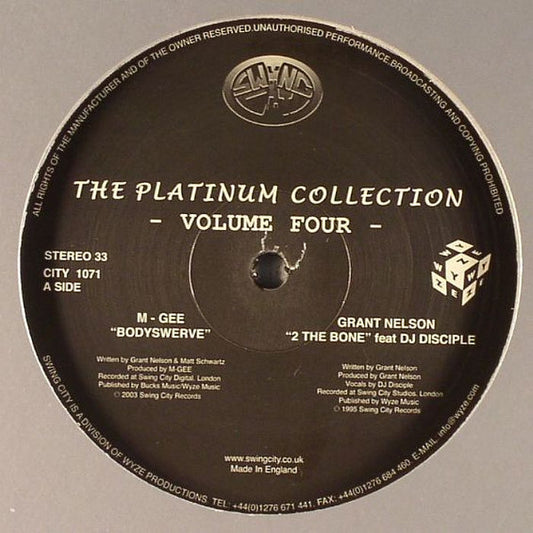 ALL RIGHTS OF THE MANUFACTURER AND OF THE OWNER RESERVED.UNAUTHORISED PERFORMANCE,BROADCASTING AND COPYING PROHIBITED
SWING CITY
THE PLATINUM COLLECTION
- VOLUME FOUR -
STEREO 33
CITY 1071
A SIDE
WYZE
M - GEE
"BODYSWERVE"
Written by Grant Nelson & Matt Schwartz
Produced by M-GEE
Recorded at Swing City Digital. London
Published by Bucks Music/Wyze Music
© 2003 Swing City Records
GRANT NELSON
"2 THE BONE" feat DJ DISCIPLE
Written by Grant Nelson
Produced by Grant Nelson
Vocals by DJ Disciple
Recorded at Swing City Studios. London
Published by Wyze Music
© 1995 Swing City Records
www.swingcity.co.uk
Made In England
SWING CITY IS A DIVISION OF WYZE PRODUCTIONS. TEL: +44(0)1276 671 441. FAX: +44(0)1276 684 460. E-MAIL. info@wyze.com